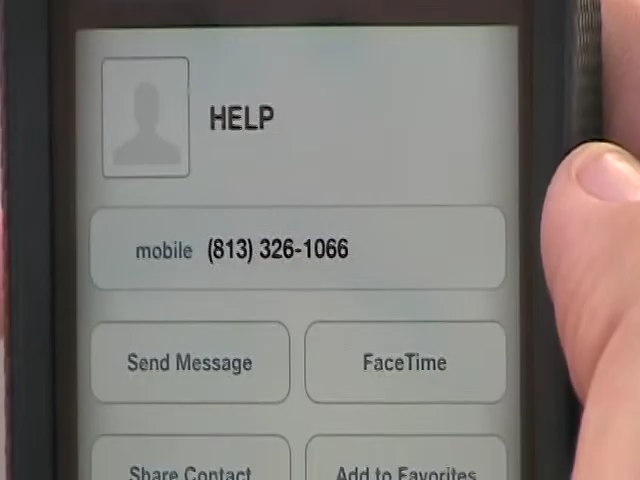 HELP
mobile (813) 326-1066
Send Message FaceTime
Share Contact Add to Favorites